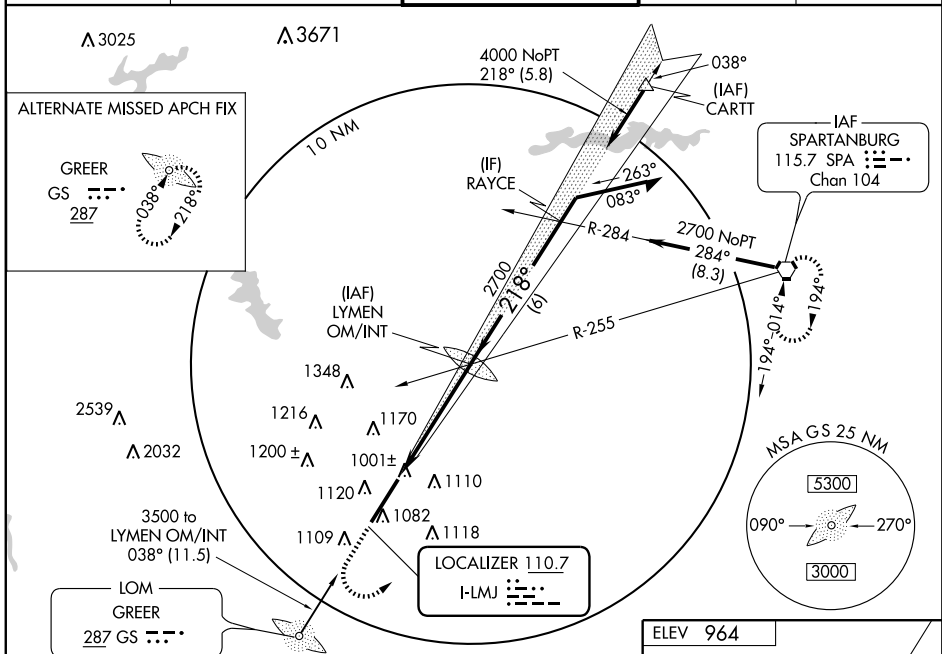 3025
3671
4000 NoPT
218° (5.8)
038°
(IAF)
CARTT
ALTERNATE MISSED APCH FIX
GREER
GS
287
038°
218°
10 NM
(IF)
RAYCE
263°
083°
IAF
SPARTANBURG
115.7 SPA
Chan 104
R-284
2700 NoPT
284°
(8.3)
2700
218°
(6)
(IAF)
LYMEN
OM/INT
R-255
194°
014°
194°
1348
2539
1216
1170
2032
1200 ±
1001±
1120
1110
1082
1109
1118
MSA GS 25 NM
5300
090°
270°
3000
3500 to
LYMEN OM/INT
038° (11.5)
LOCALIZER 110.7
I-LMJ
LOM
GREER
287 GS
ELEV 964